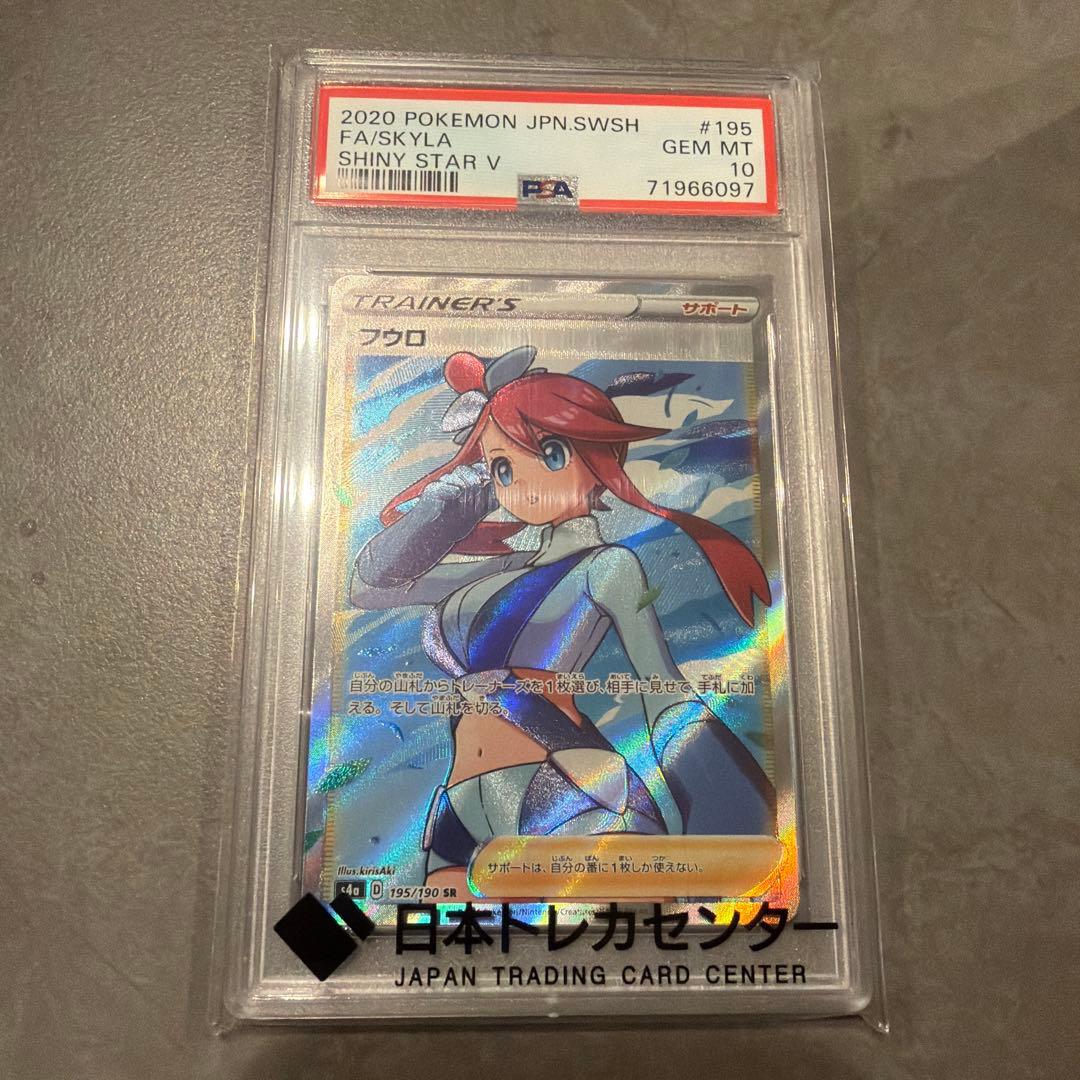 2020 POKEMON JPN.SWSH #195
FA/SKYLA GEM MT
SHINY STAR V 10
PSA 71966097
TRAINER'S サポート
フウロ
自分の山札からトレーナーズを1枚選び、相手に見せて、手札に加
える。そして山札を切る。
サポートは、自分の番に1枚しか使えない。
Illus.kirisAki
s4a D 195/190 SR
日本トレカセンター
JAPAN TRADING CARD CENTER